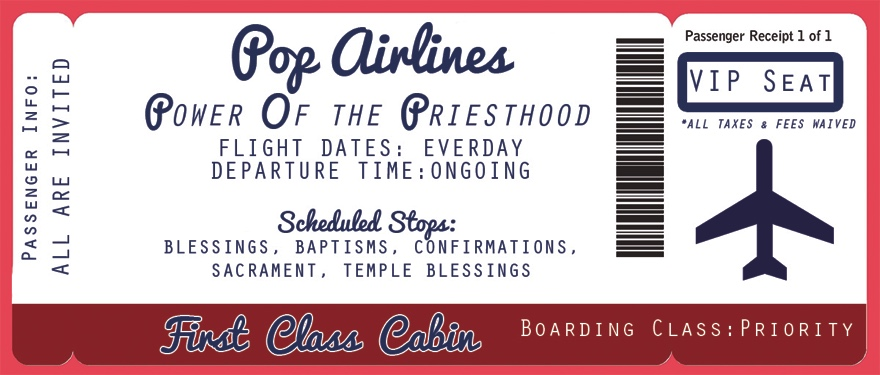 Passenger Info:
ALL ARE INVITED
Pop Airlines
Power Of the Priesthood
FLIGHT DATES: EVERDAY
DEPARTURE TIME:ONGOING
Scheduled Stops:
BLESSINGS, BAPTISMS, CONFIRMATIONS,
SACRAMENT, TEMPLE BLESSINGS
First Class Cabin
Passenger Receipt 1 of 1
VIP Seat
*ALL TAXES & FEES WAIVED
Boarding Class:Priority